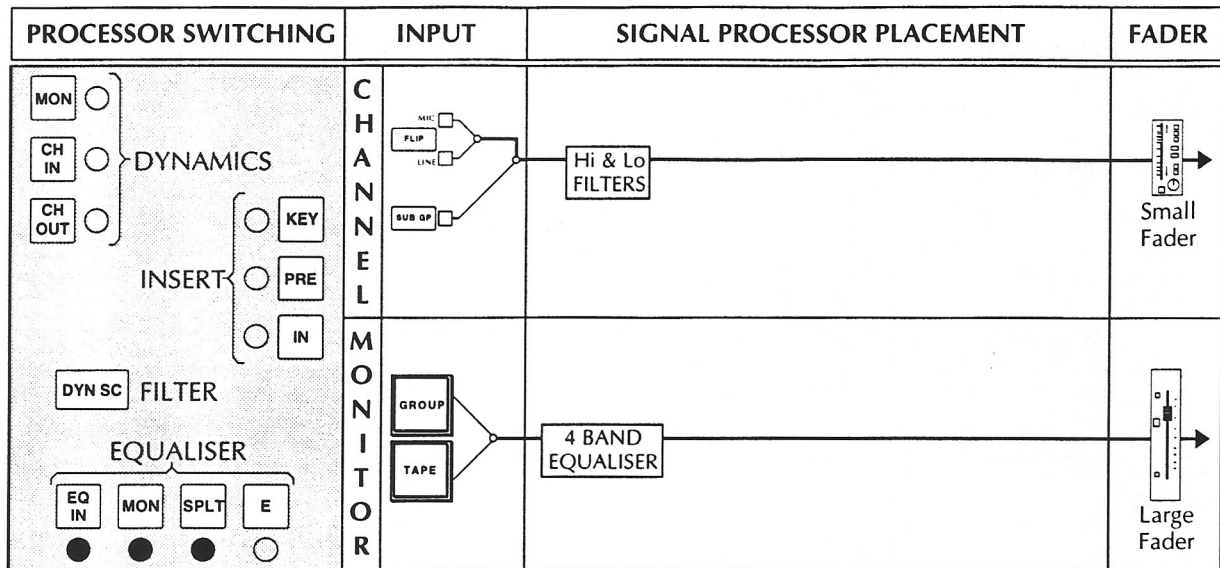 PROCESSOR SWITCHING
INPUT
SIGNAL PROCESSOR PLACEMENT
FADER
MON
CH
IN
CH
OUT
DYNAMICS
KEY
PRE
IN
INSERT
DYN SC
FILTER
EQUALISER
EQ
IN
MON
SPLT
E
CHANNEL
MIC
FLIP
LINE
SUB GP
Hi & Lo
FILTERS
Small
Fader
MONITOR
GROUP
TAPE
4 BAND
EQUALISER
Large
Fader